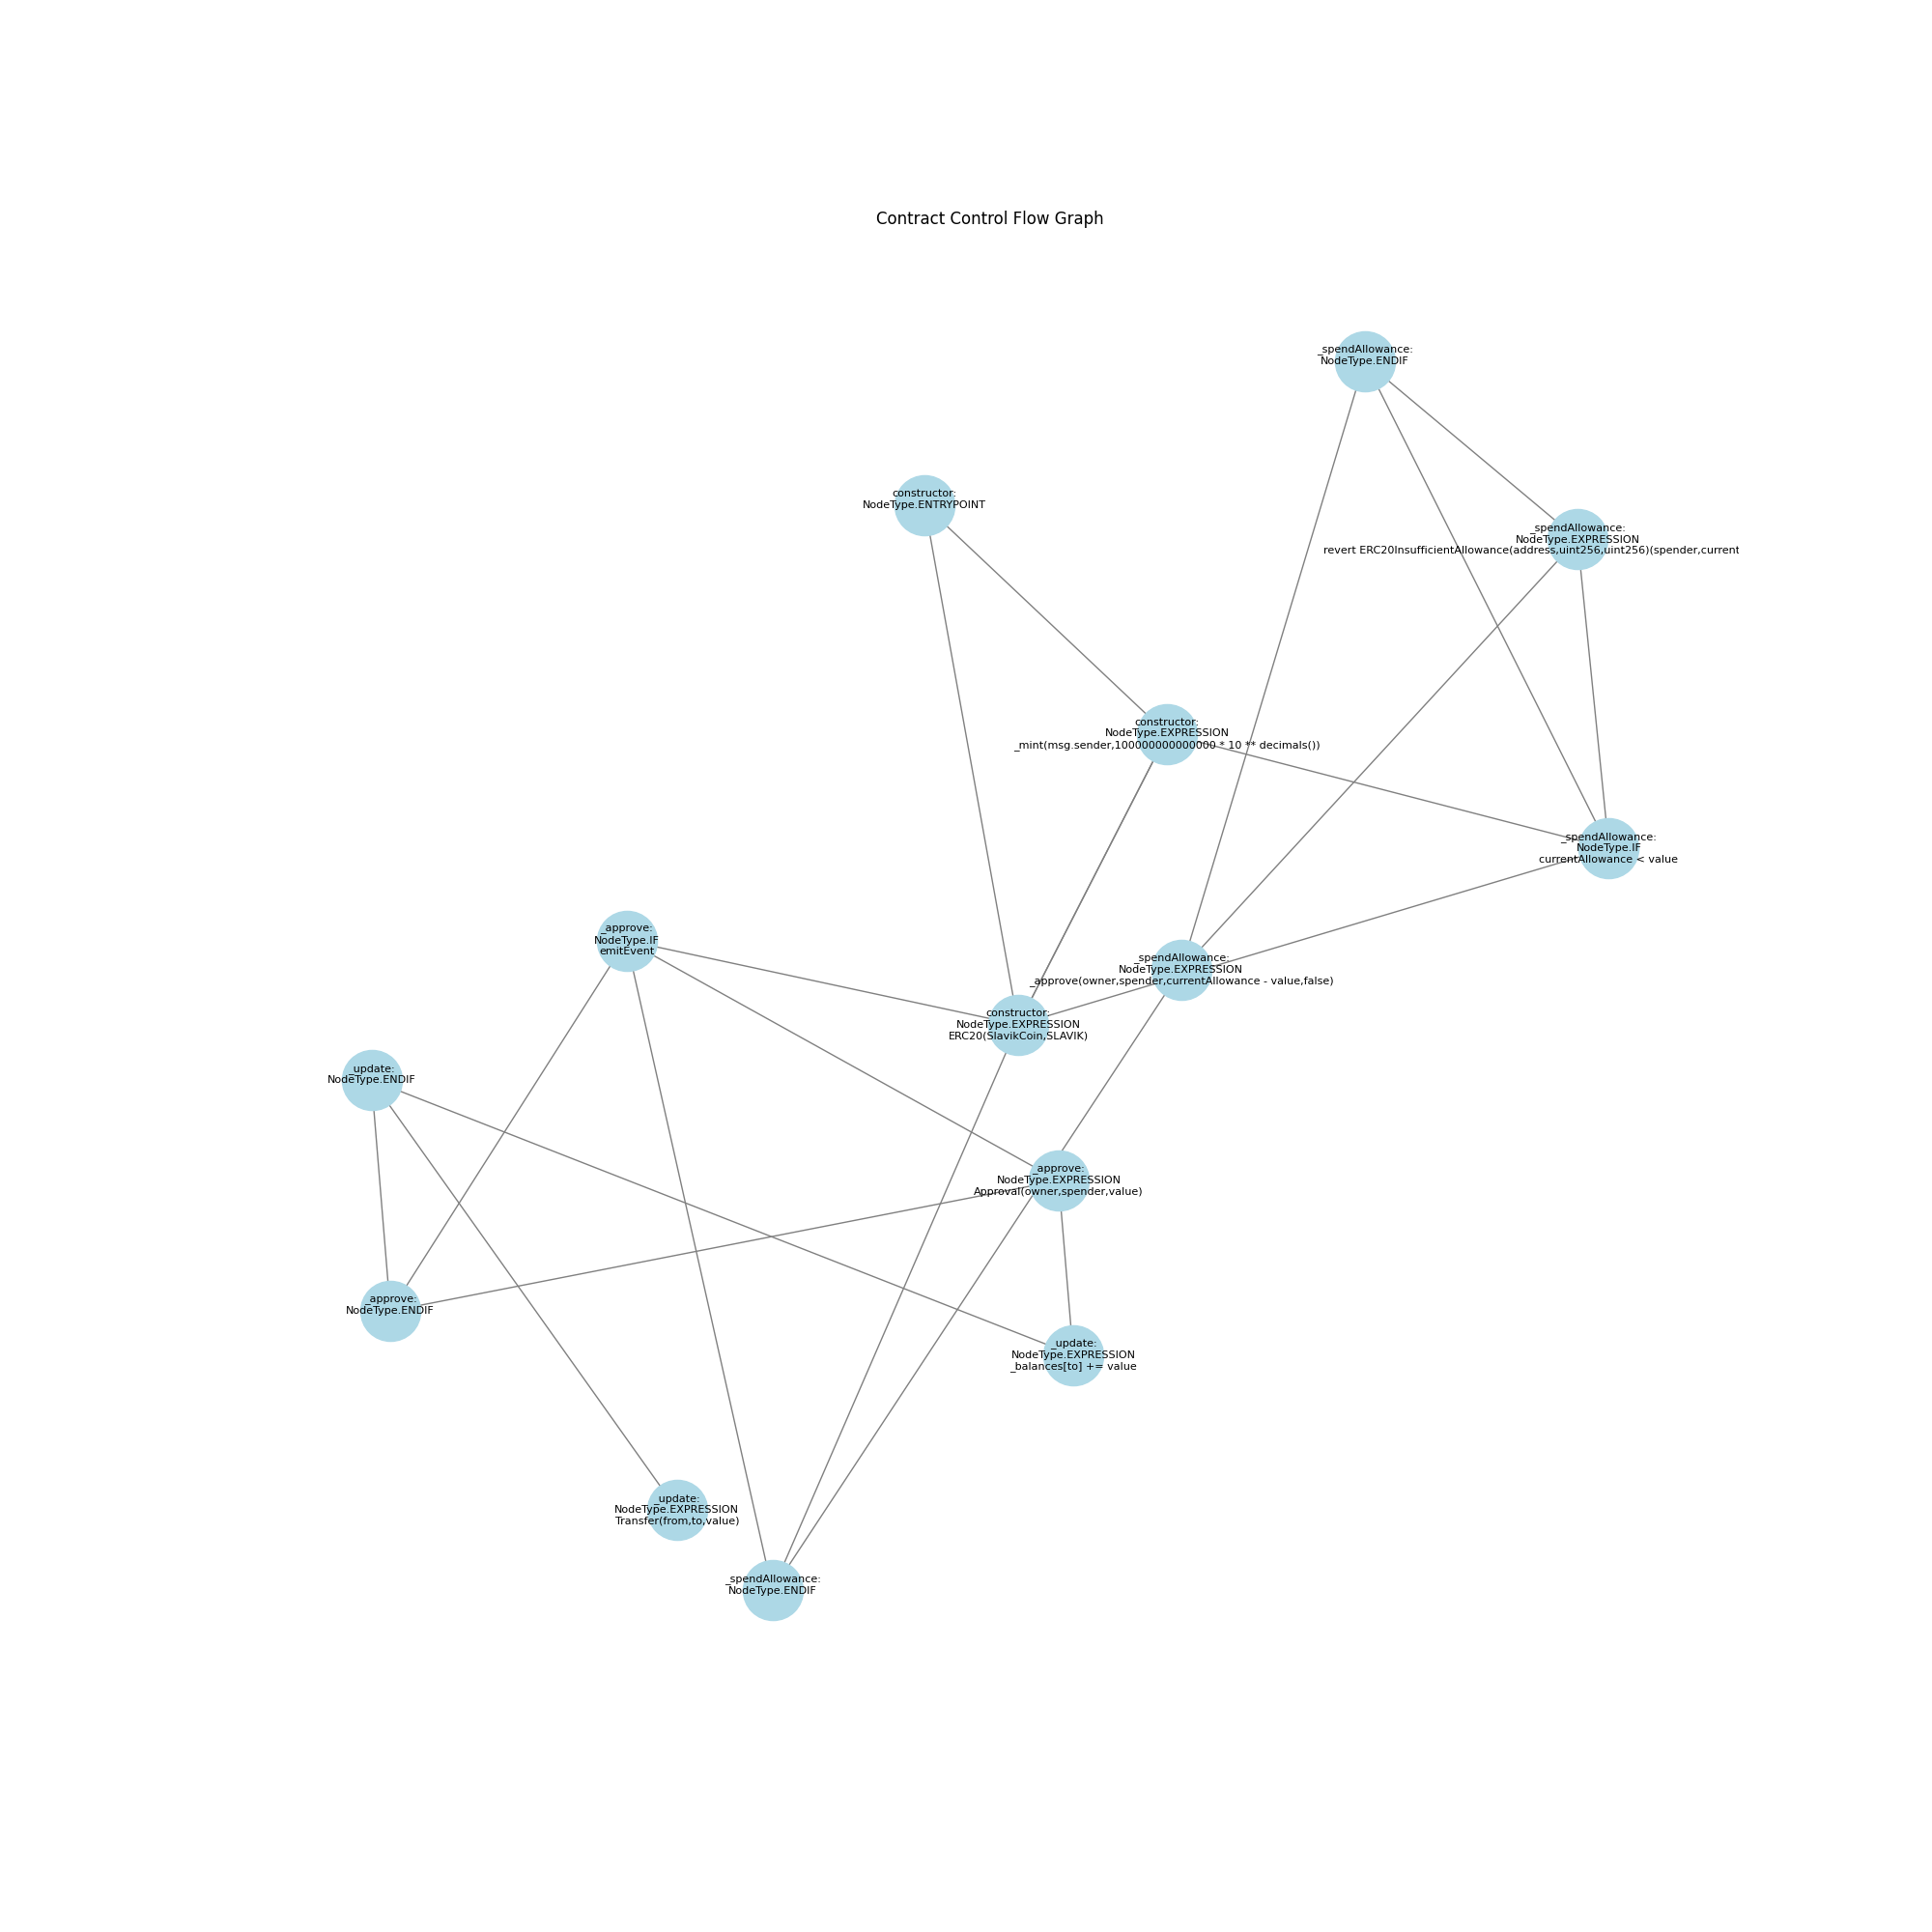 Contract Control Flow Graph
_spendAllowance:
NodeType.ENDIF
constructor:
NodeType.ENTRYPOINT
_spendAllowance:
NodeType.EXPRESSION
revert ERC20InsufficientAllowance(address,uint256,uint256)(spender,current
constructor:
NodeType.EXPRESSION
_mint(msg.sender,100000000000000 * 10 ** decimals())
_spendAllowance:
NodeType.IF
currentAllowance < value
_approve:
NodeType.IF
emitEvent
_spendAllowance:
NodeType.EXPRESSION
_approve(owner,spender,currentAllowance - value,false)
constructor:
NodeType.EXPRESSION
ERC20(SlavikCoin,SLAVIK)
_update:
NodeType.ENDIF
_approve:
NodeType.EXPRESSION
Approval(owner,spender,value)
_approve:
NodeType.ENDIF
_update:
NodeType.EXPRESSION
_balances[to] += value
_update:
NodeType.EXPRESSION
Transfer(from,to,value)
_spendAllowance:
NodeType.ENDIF